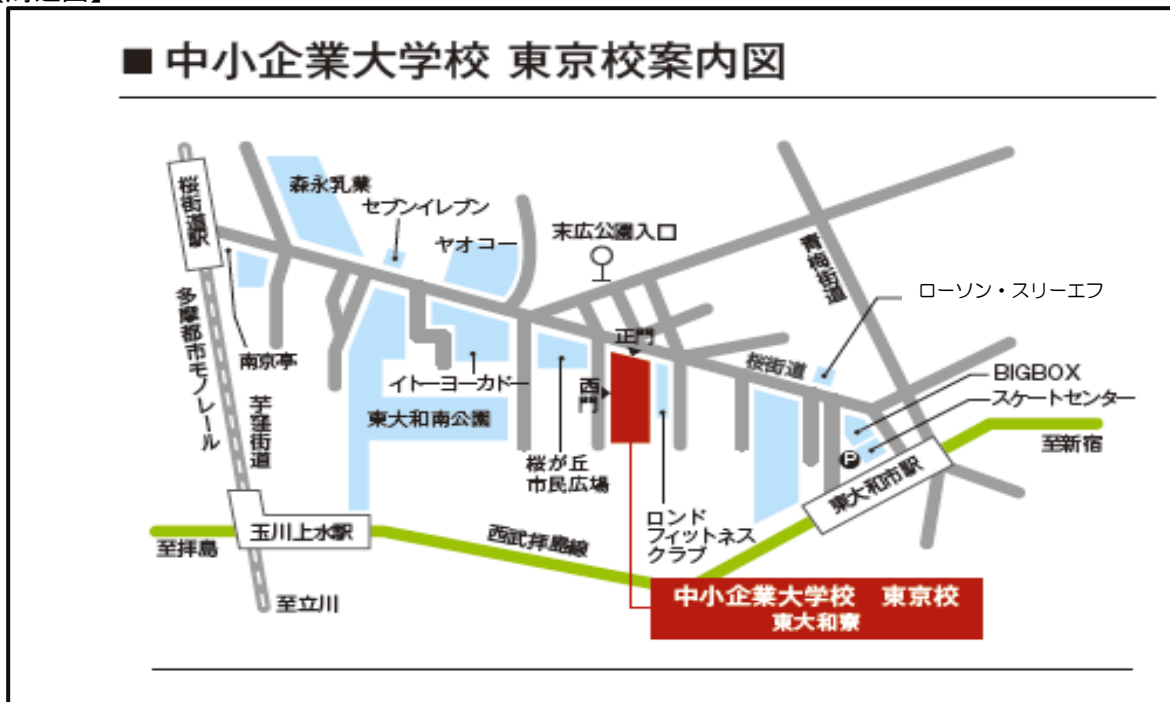 ■ 中小企業大学校 東京校案内図
桜街道駅
森永乳業
セブンイレブン
ヤオコー
末広公園入口
青梅街道
ローソン・スリーエフ
多摩都市モノレール
南京亭
芋窪街道
イトーヨーカドー
東大和南公園
正門
西門
桜街道
BIGBOX
スケートセンター
至新宿
P
東大和市駅
桜が丘
市民広場
ロンド
フィットネス
クラブ
玉川上水駅
至拝島
西武拝島線
至立川
中小企業大学校 東京校
東大和寮